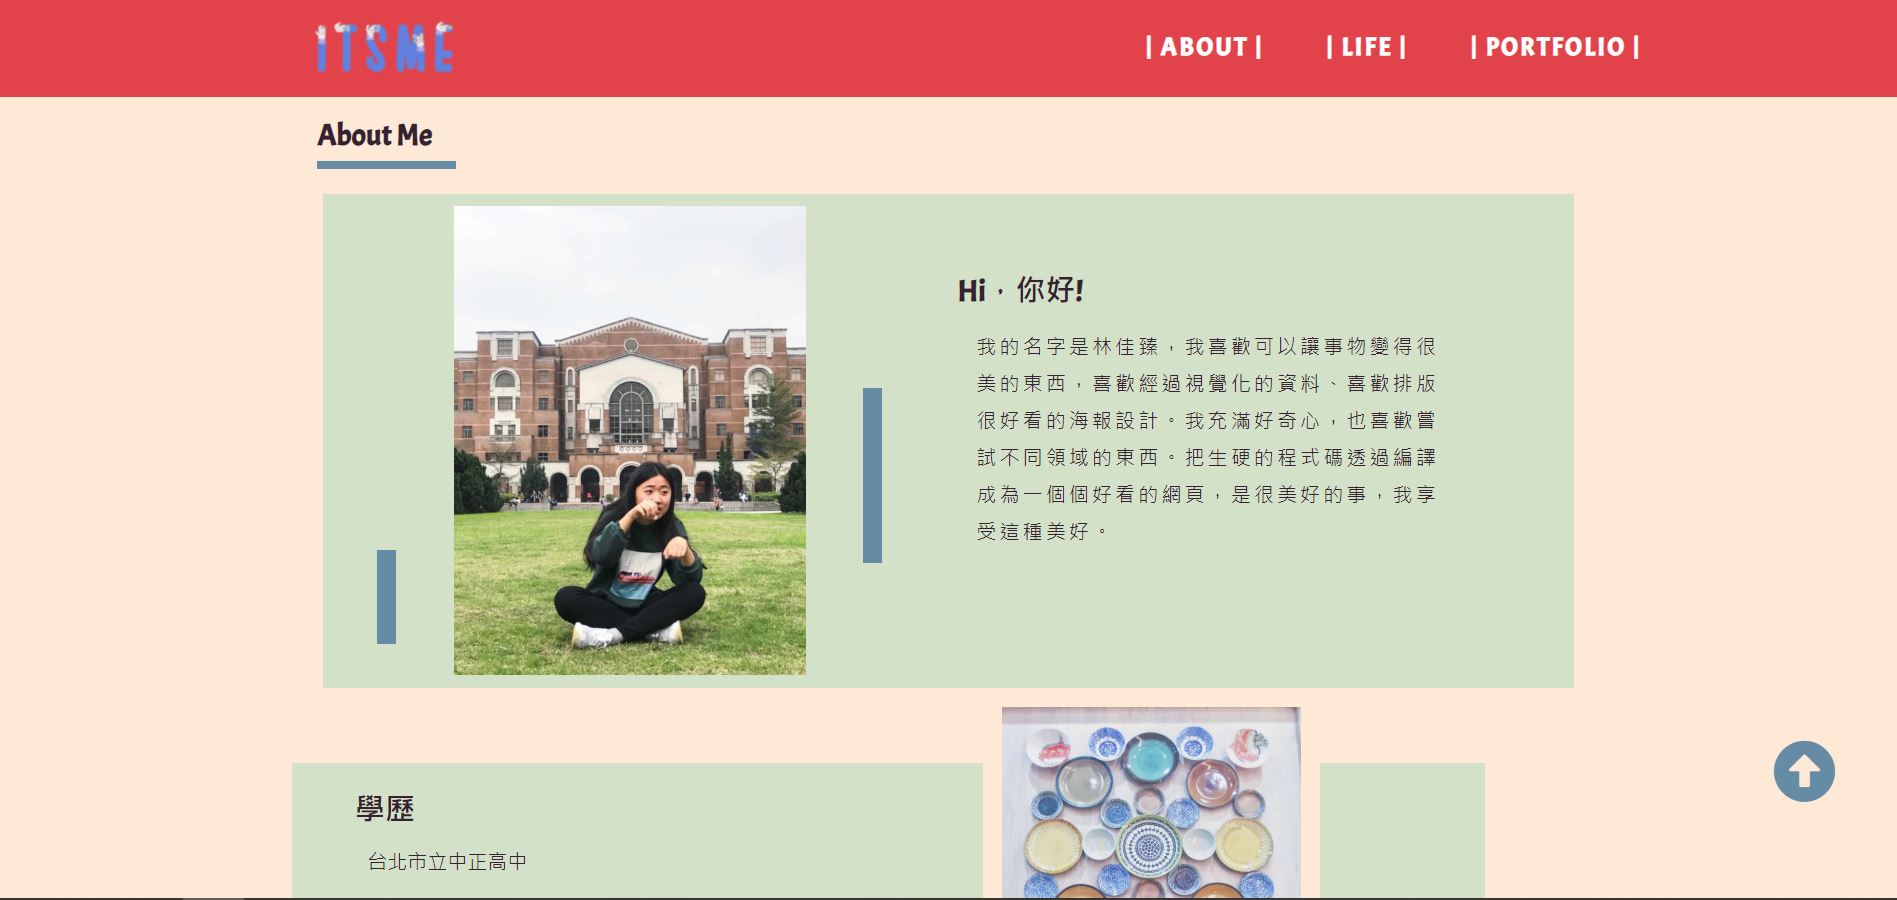 ITSME
| ABOUT |
| LIFE |
| PORTFOLIO |
About Me
Hi，你好!
我的名字是林佳臻，我喜歡可以讓事物變得很
美的東西，喜歡經過視覺化的資料、喜歡排版
很好看的海報設計。我充滿好奇心，也喜歡嘗
試不同領域的東西。把生硬的程式碼透過編譯
成為一個個好看的網頁，是很美好的事，我享
受這種美好。
學歷
台北市立中正高中